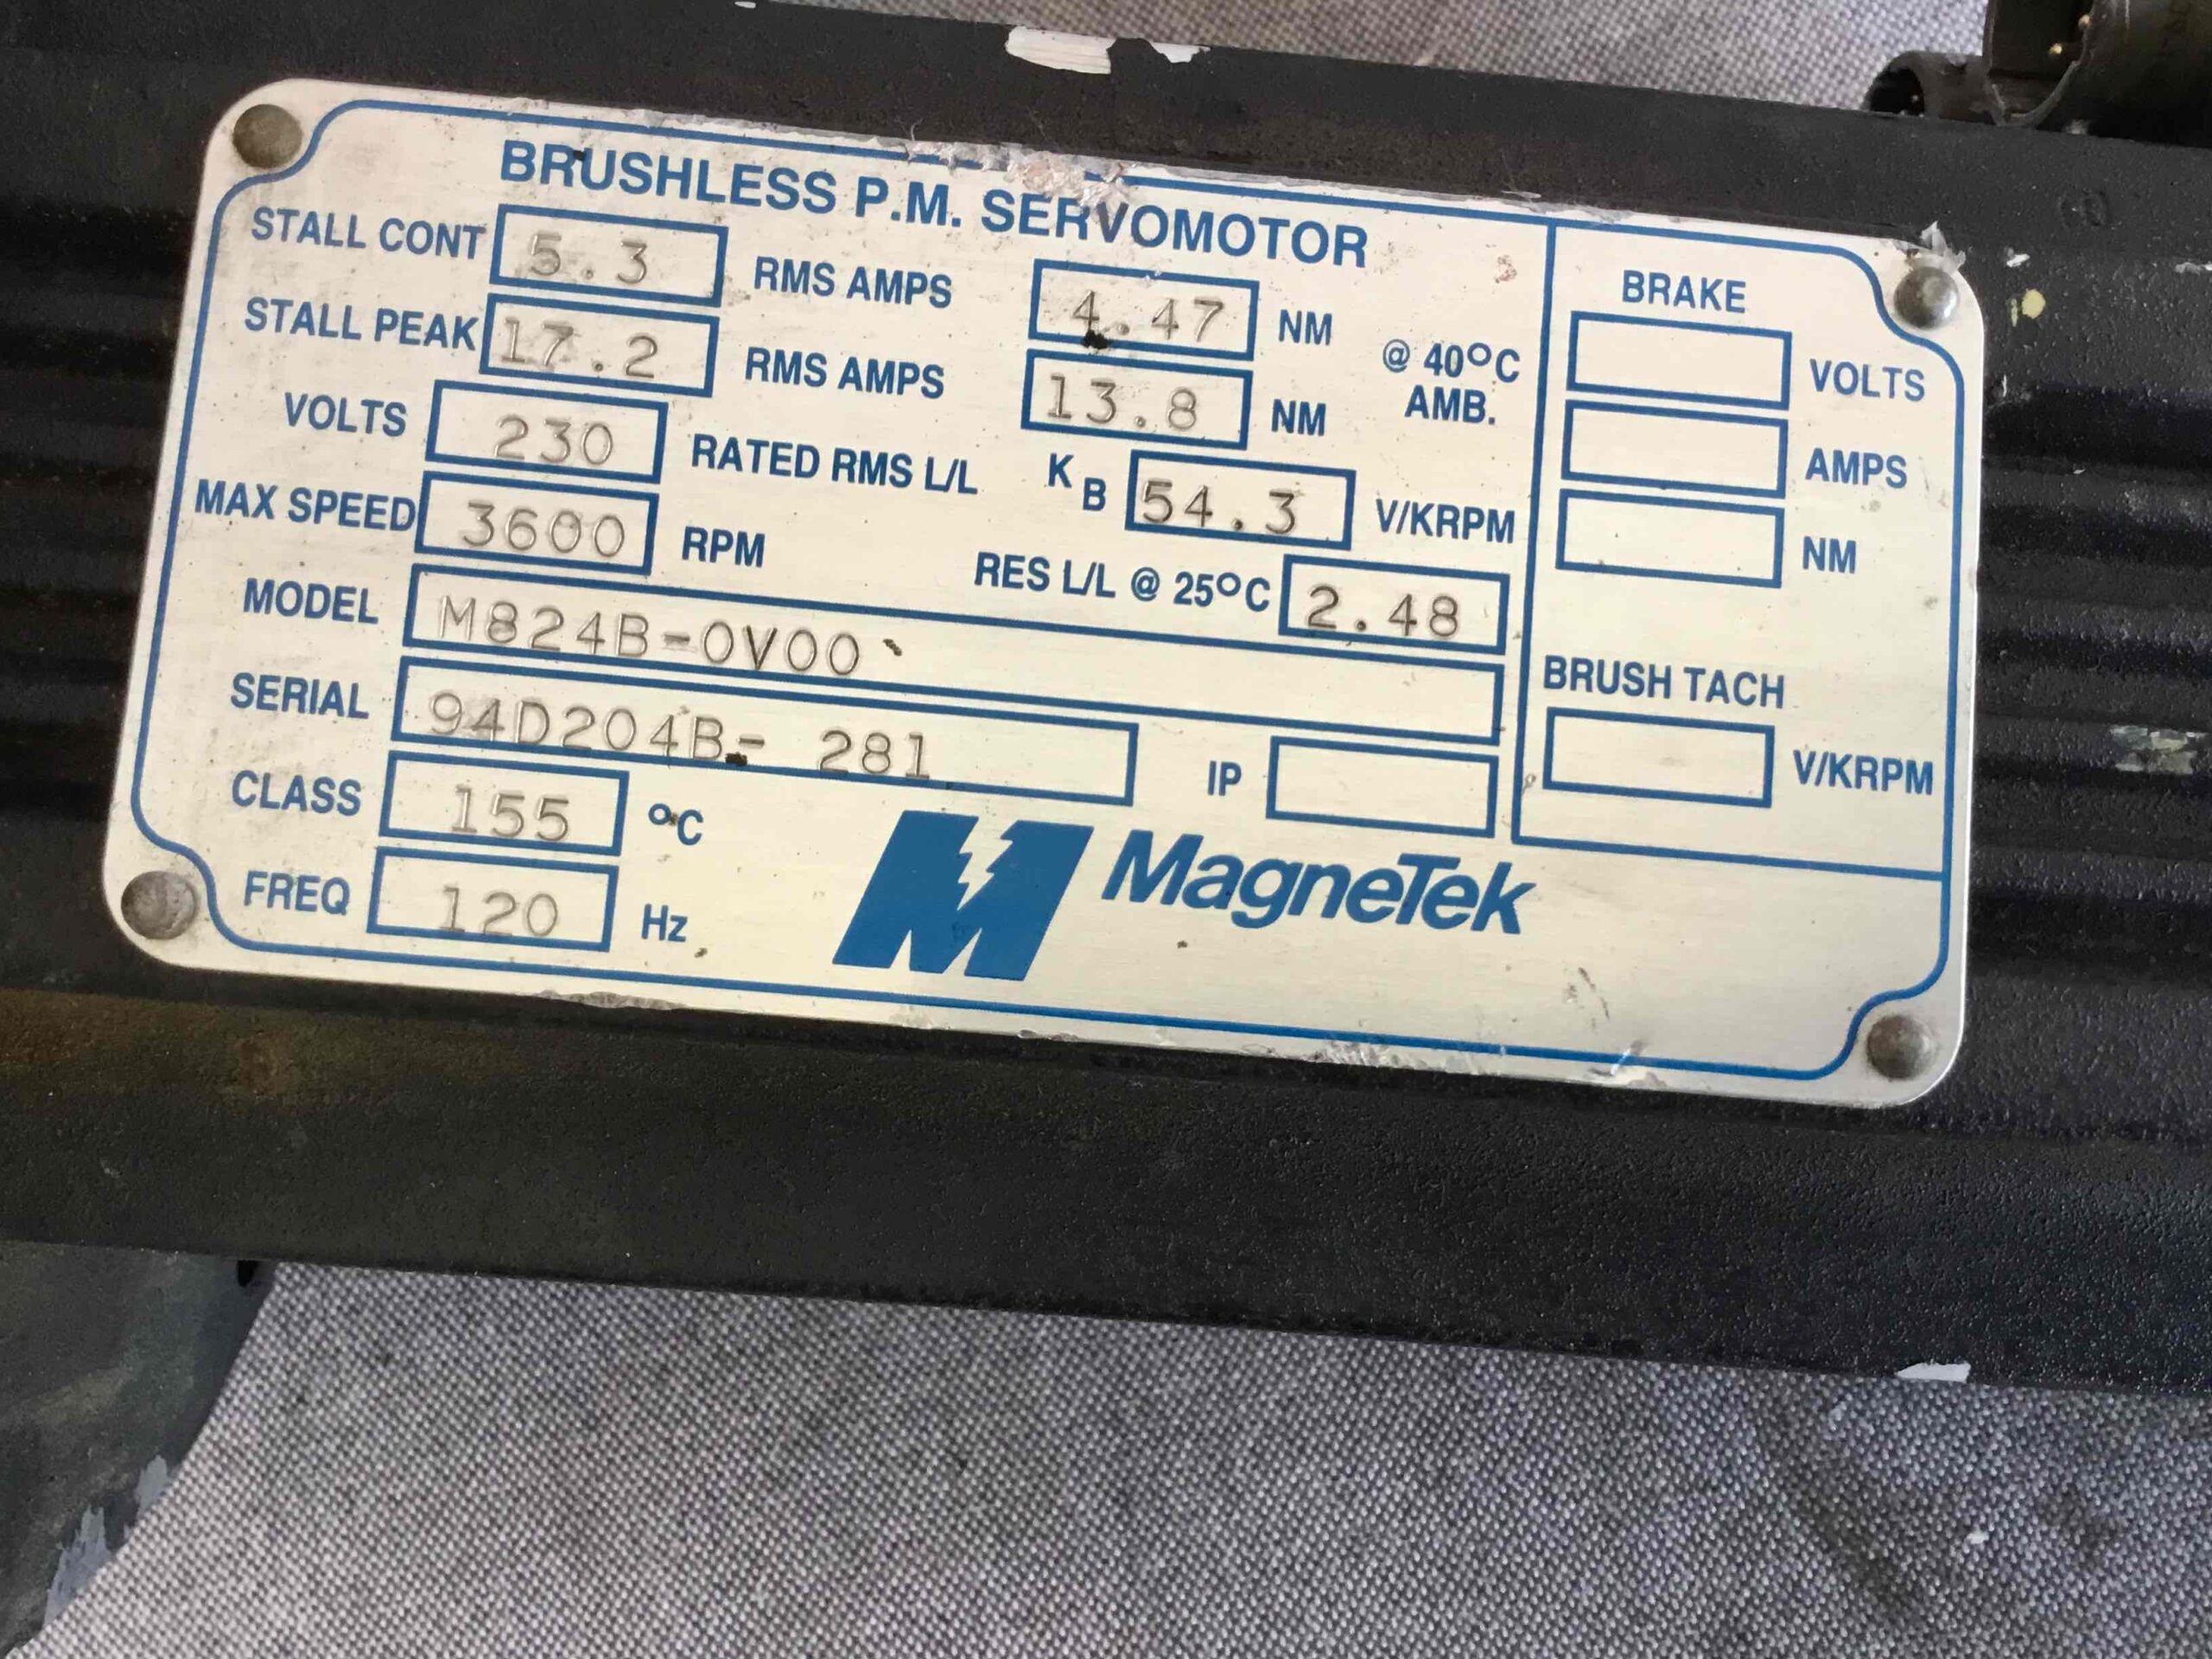 BRUSHLESS P.M. SERVOMOTOR
STALL CONT 5.3 RMS AMPS 4.47 NM
STALL PEAK 17.2 RMS AMPS 13.8 NM
@ 40°C
AMB.
VOLTS 230 RATED RMS L/L KB 54.3 V/KRPM
MAX SPEED 3600 RPM RES L/L @ 25°C 2.48
MODEL M824B-0V00
SERIAL 94D204B- 281 IP
CLASS 155 °C
FREQ 120 Hz
MagneTek
BRAKE
VOLTS
AMPS
NM
BRUSH TACH
V/KRPM